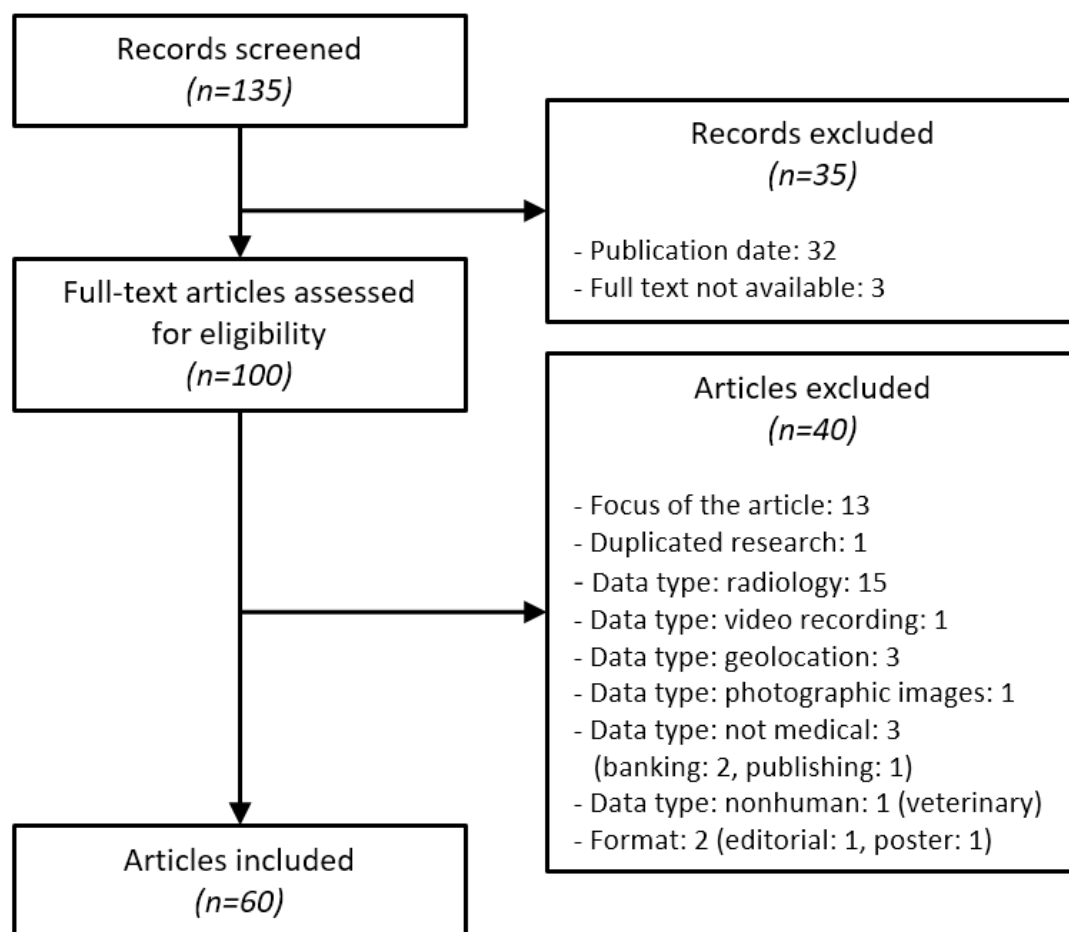 Records screened
(n=135)
Records excluded
(n=35)
- Publication date: 32
- Full text not available: 3
Full-text articles assessed
for eligibility
(n=100)
Articles excluded
(n=40)
- Focus of the article: 13
- Duplicated research: 1
- Data type: radiology: 15
- Data type: video recording: 1
- Data type: geolocation: 3
- Data type: photographic images: 1
- Data type: not medical: 3
(banking: 2, publishing: 1)
- Data type: nonhuman: 1 (veterinary)
- Format: 2 (editorial: 1, poster: 1)
Articles included
(n=60)